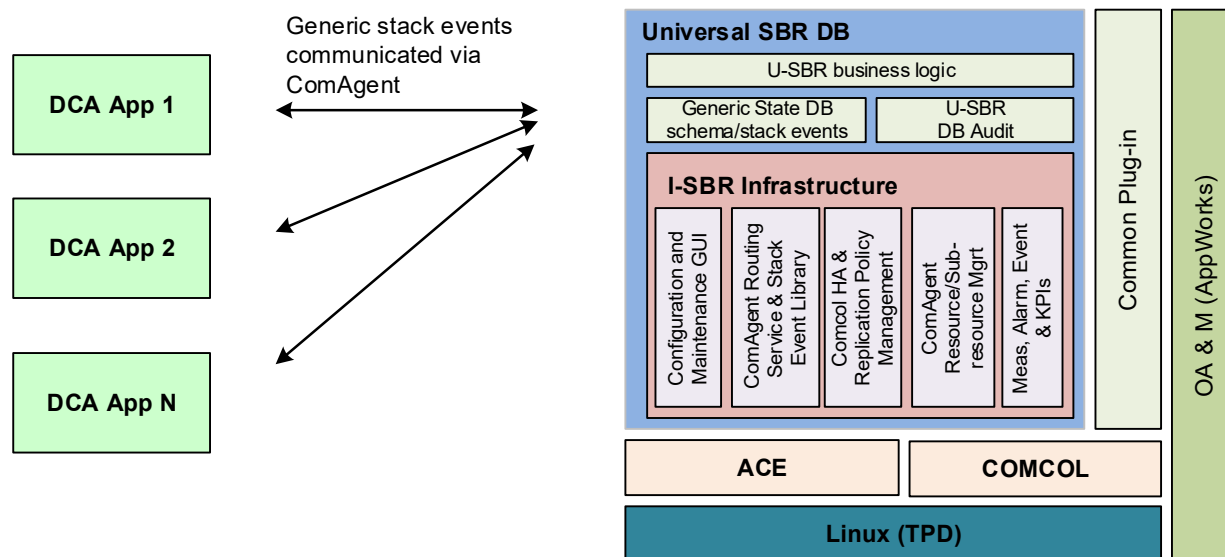 Generic stack events
communicated via
ComAgent
DCA App 1
DCA App 2
DCA App N
Universal SBR DB
U-SBR business logic
Generic State DB
schema/stack events
U-SBR
DB Audit
I-SBR Infrastructure
Configuration and
Maintenance GUI
ComAgent Routing
Service & Stack
Event Library
Comcol HA &
Replication Policy
Management
ComAgent
Resource/Sub-
resource Mgrt
Meas, Alarm, Event
& KPIs
Common Plug-in
OA & M (AppWorks)
ACE
COMCOL
Linux (TPD)